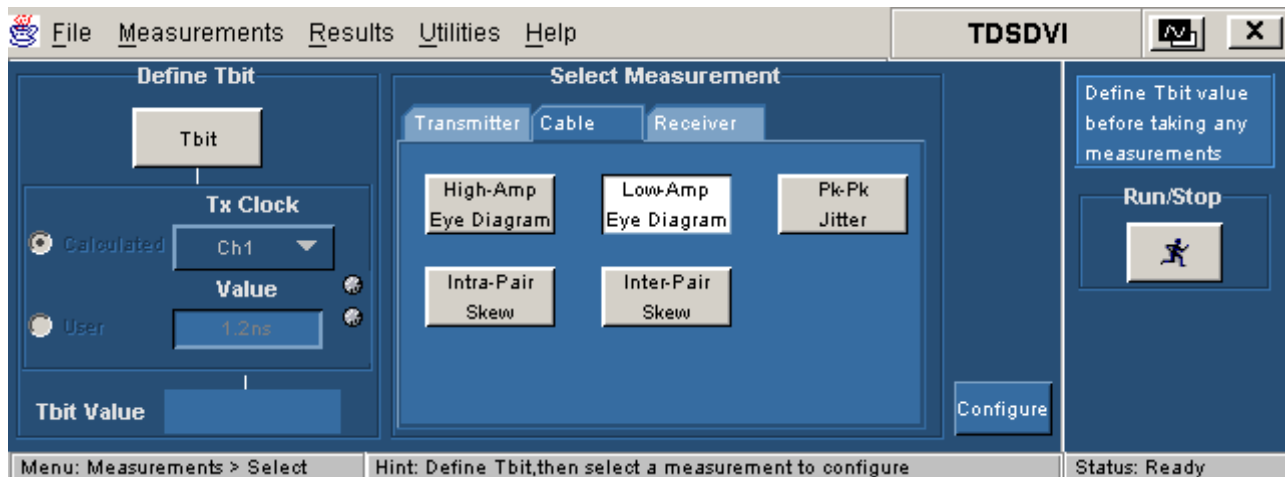 File Measurements Results Utilities Help TDSDVI X
Define Tbit
Tbit
Tx Clock
Calculated Ch1
Value
User 1.2ns
Tbit Value
Select Measurement
Transmitter Cable Receiver
High-Amp
Eye Diagram
Low-Amp
Eye Diagram
Pk-Pk
Jitter
Intra-Pair
Skew
Inter-Pair
Skew
Configure
Define Tbit value
before taking any
measurements
Run/Stop
Menu: Measurements > Select Hint: Define Tbit,then select a measurement to configure Status: Ready